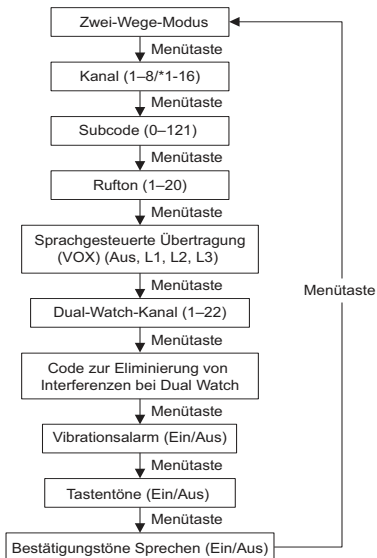 Zwei-Wege-Modus
Menütaste
Kanal (1–8/*1-16)
Menütaste
Subcode (0–121)
Menütaste
Rufton (1–20)
Menütaste
Sprachgesteuerte Übertragung
(VOX) (Aus, L1, L2, L3)
Menütaste
Menütaste
Dual-Watch-Kanal (1–22)
Menütaste
Code zur Eliminierung von
Interferenzen bei Dual Watch
Menütaste
Vibrationsalarm (Ein/Aus)
Menütaste
Tastentöne (Ein/Aus)
Menütaste
Bestätigungstöne Sprechen (Ein/Aus)